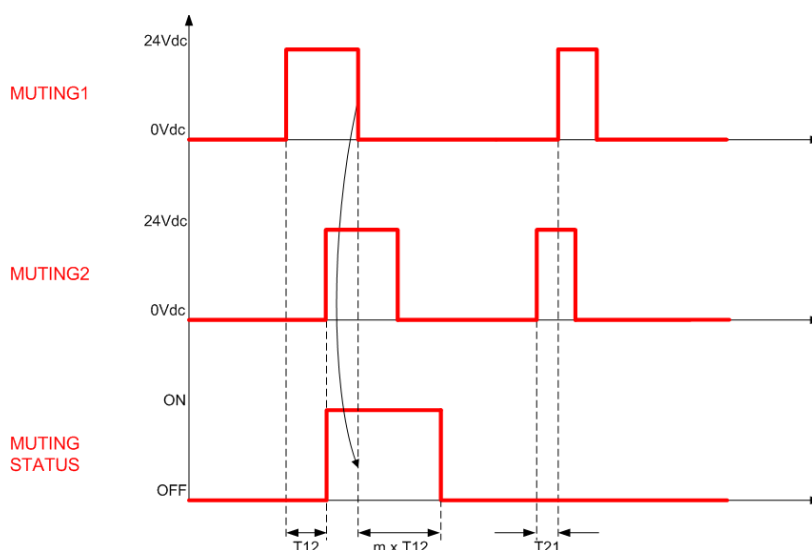 24Vdc
MUTING1
0Vdc
24Vdc
MUTING2
0Vdc
ON
MUTING
STATUS
OFF
T12 m x T12 T21